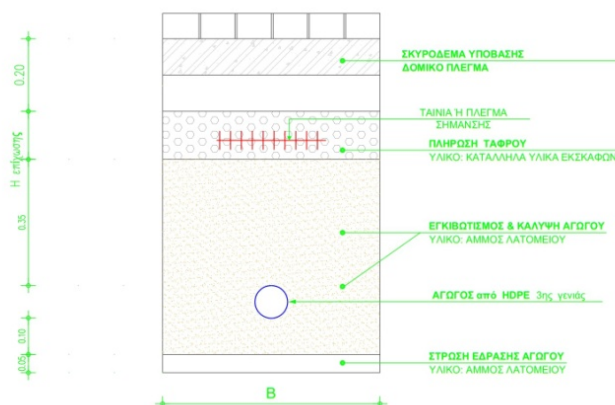 ΣΚΥΡΟΔΕΜΑ ΥΠΟΒΑΣΗΣ
ΔΟΜΙΚΟ ΠΛΕΓΜΑ
0.20
ΤΑΙΝΙΑ Ή ΠΛΕΓΜΑ
ΣΗΜΑΝΣΗΣ
ΠΛΗΡΩΣΗ ΤΑΦΡΟΥ
ΥΛΙΚΟ: ΚΑΤΑΛΛΗΛΑ ΥΛΙΚΑ ΕΚΣΚΑΦΩΝ
Η επίχωσης
0.35
ΕΓΚΙΒΩΤΙΣΜΟΣ & ΚΑΛΥΨΗ ΑΓΩΓΟΥ
ΥΛΙΚΟ: ΑΜΜΟΣ ΛΑΤΟΜΕΙΟΥ
ΑΓΩΓΟΣ από HDPE 3ης γενιάς
0.10
0.05
ΣΤΡΩΣΗ ΕΔΡΑΣΗΣ ΑΓΩΓΟΥ
ΥΛΙΚΟ: ΑΜΜΟΣ ΛΑΤΟΜΕΙΟΥ
B